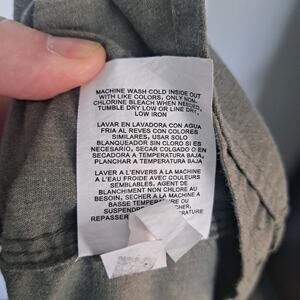 MACHINE WASH COLD INSIDE OUT
WITH LIKE COLORS, ONLY NON-
CHLORINE BLEACH WHEN NEEDED,
TUMBLE DRY LOW OR LINE DRY,
LOW IRON
LAVAR EN LAVADORA CON AGUA
FRIA AL REVES CON COLORES
SIMILARES, USAR SOLO
BLANQUEADOR SIN CLORO SI ES
NECESARIO, SECAR COLGADO O EN
SECADORA A TEMPERATURA BAJA,
PLANCHAR A TEMPERATURA BAJA
LAVER A L'ENVERS A LA MACHINE
A L'EAU FROIDE AVEC COULEURS
SEMBLABLES, AGENT DE
BLANCHIMENT NON CHLORE AU
BESOIN, SECHER A LA MACHINE A
BASSE TEMPERATURE OU
SUSPENDRE
REPASSER